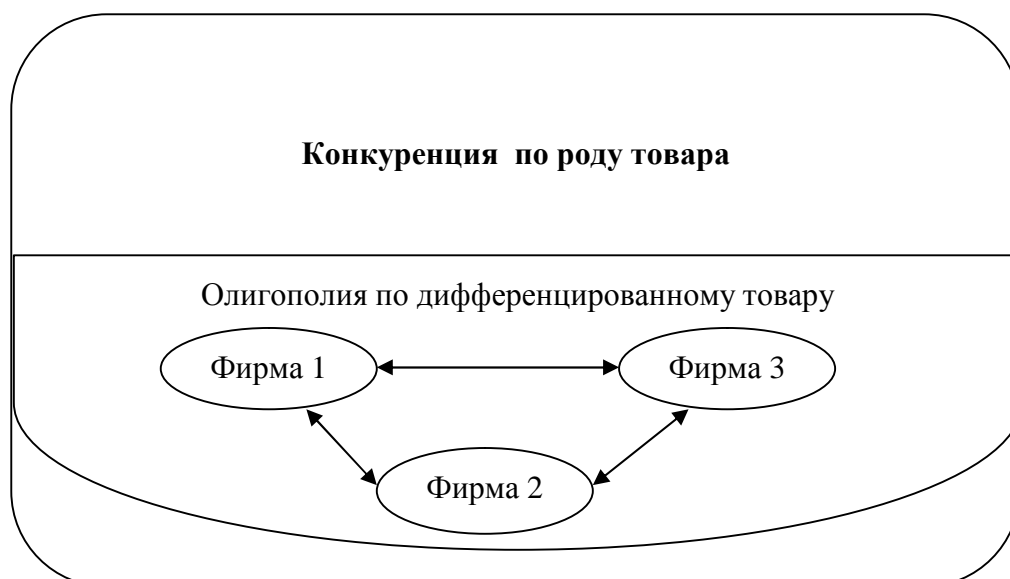 Конкуренция по роду товара
Олигополия по дифференцированному товару
Фирма 1
Фирма 3
Фирма 2